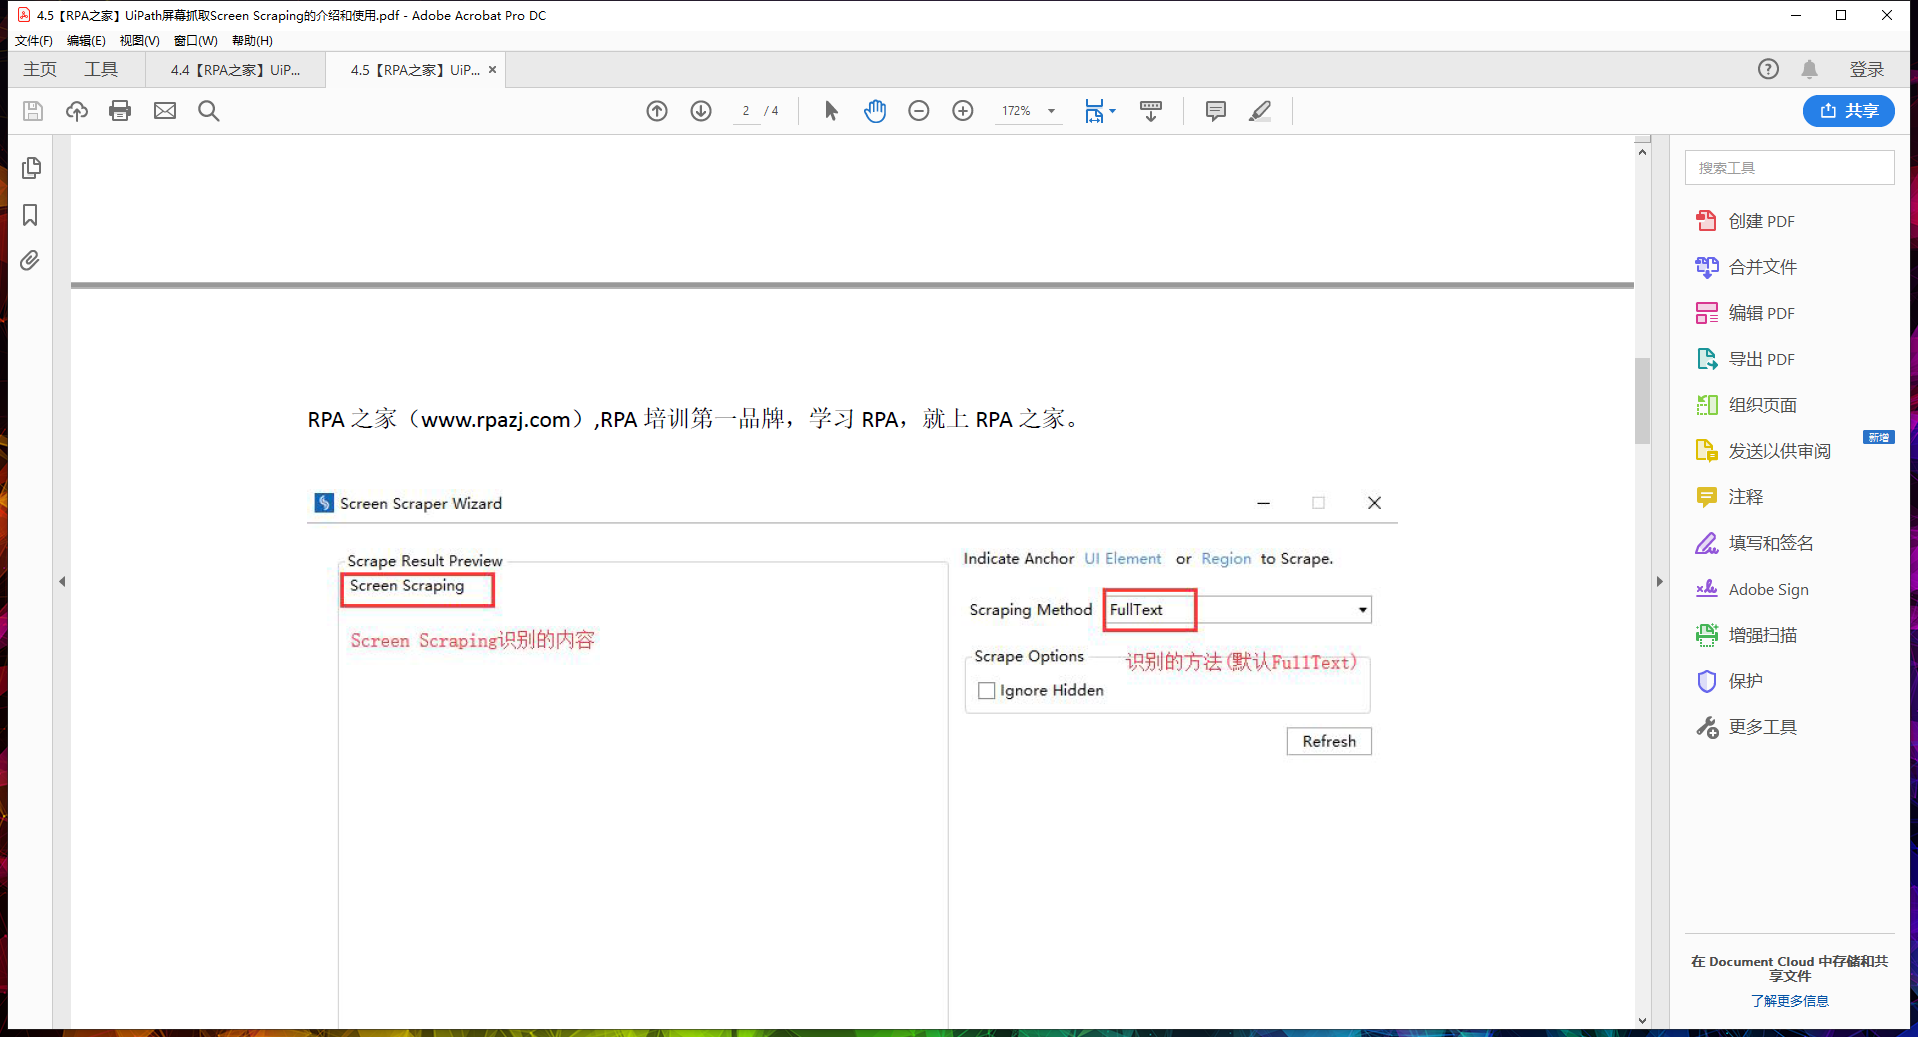 4.5【RPA之家】UiPath屏幕抓取Screen Scraping的介绍和使用.pdf - Adobe Acrobat Pro DC
文件(F) 编辑(E) 视图(V) 窗口(W) 帮助(H)
主页 工具 4.4【RPA之家】UiP... 4.5【RPA之家】UiP... × 登录
2 / 4 172% 共享
搜索工具
创建 PDF
合并文件
编辑 PDF
导出 PDF
组织页面
发送以供审阅 新增
注释
填写和签名
Adobe Sign
增强扫描
保护
更多工具
在 Document Cloud 中存储和共
享文件
了解更多信息
RPA 之家（www.rpazj.com）,RPA 培训第一品牌，学习 RPA，就上 RPA 之家。
Screen Scraper Wizard
Scrape Result Preview
Screen Scraping
Screen Scraping识别的内容
Indicate Anchor UI Element or Region to Scrape.
Scraping Method FullText
识别的方法(默认FullText)
Scrape Options
Ignore Hidden
Refresh